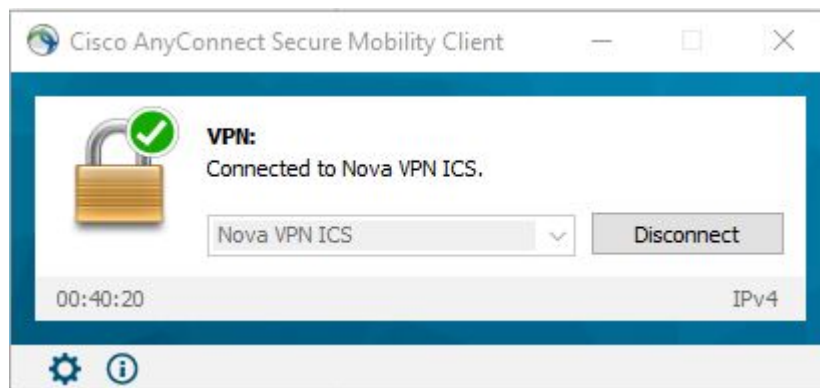 Cisco AnyConnect Secure Mobility Client
VPN:
Connected to Nova VPN ICS.
Nova VPN ICS
Disconnect
00:40:20
IPv4